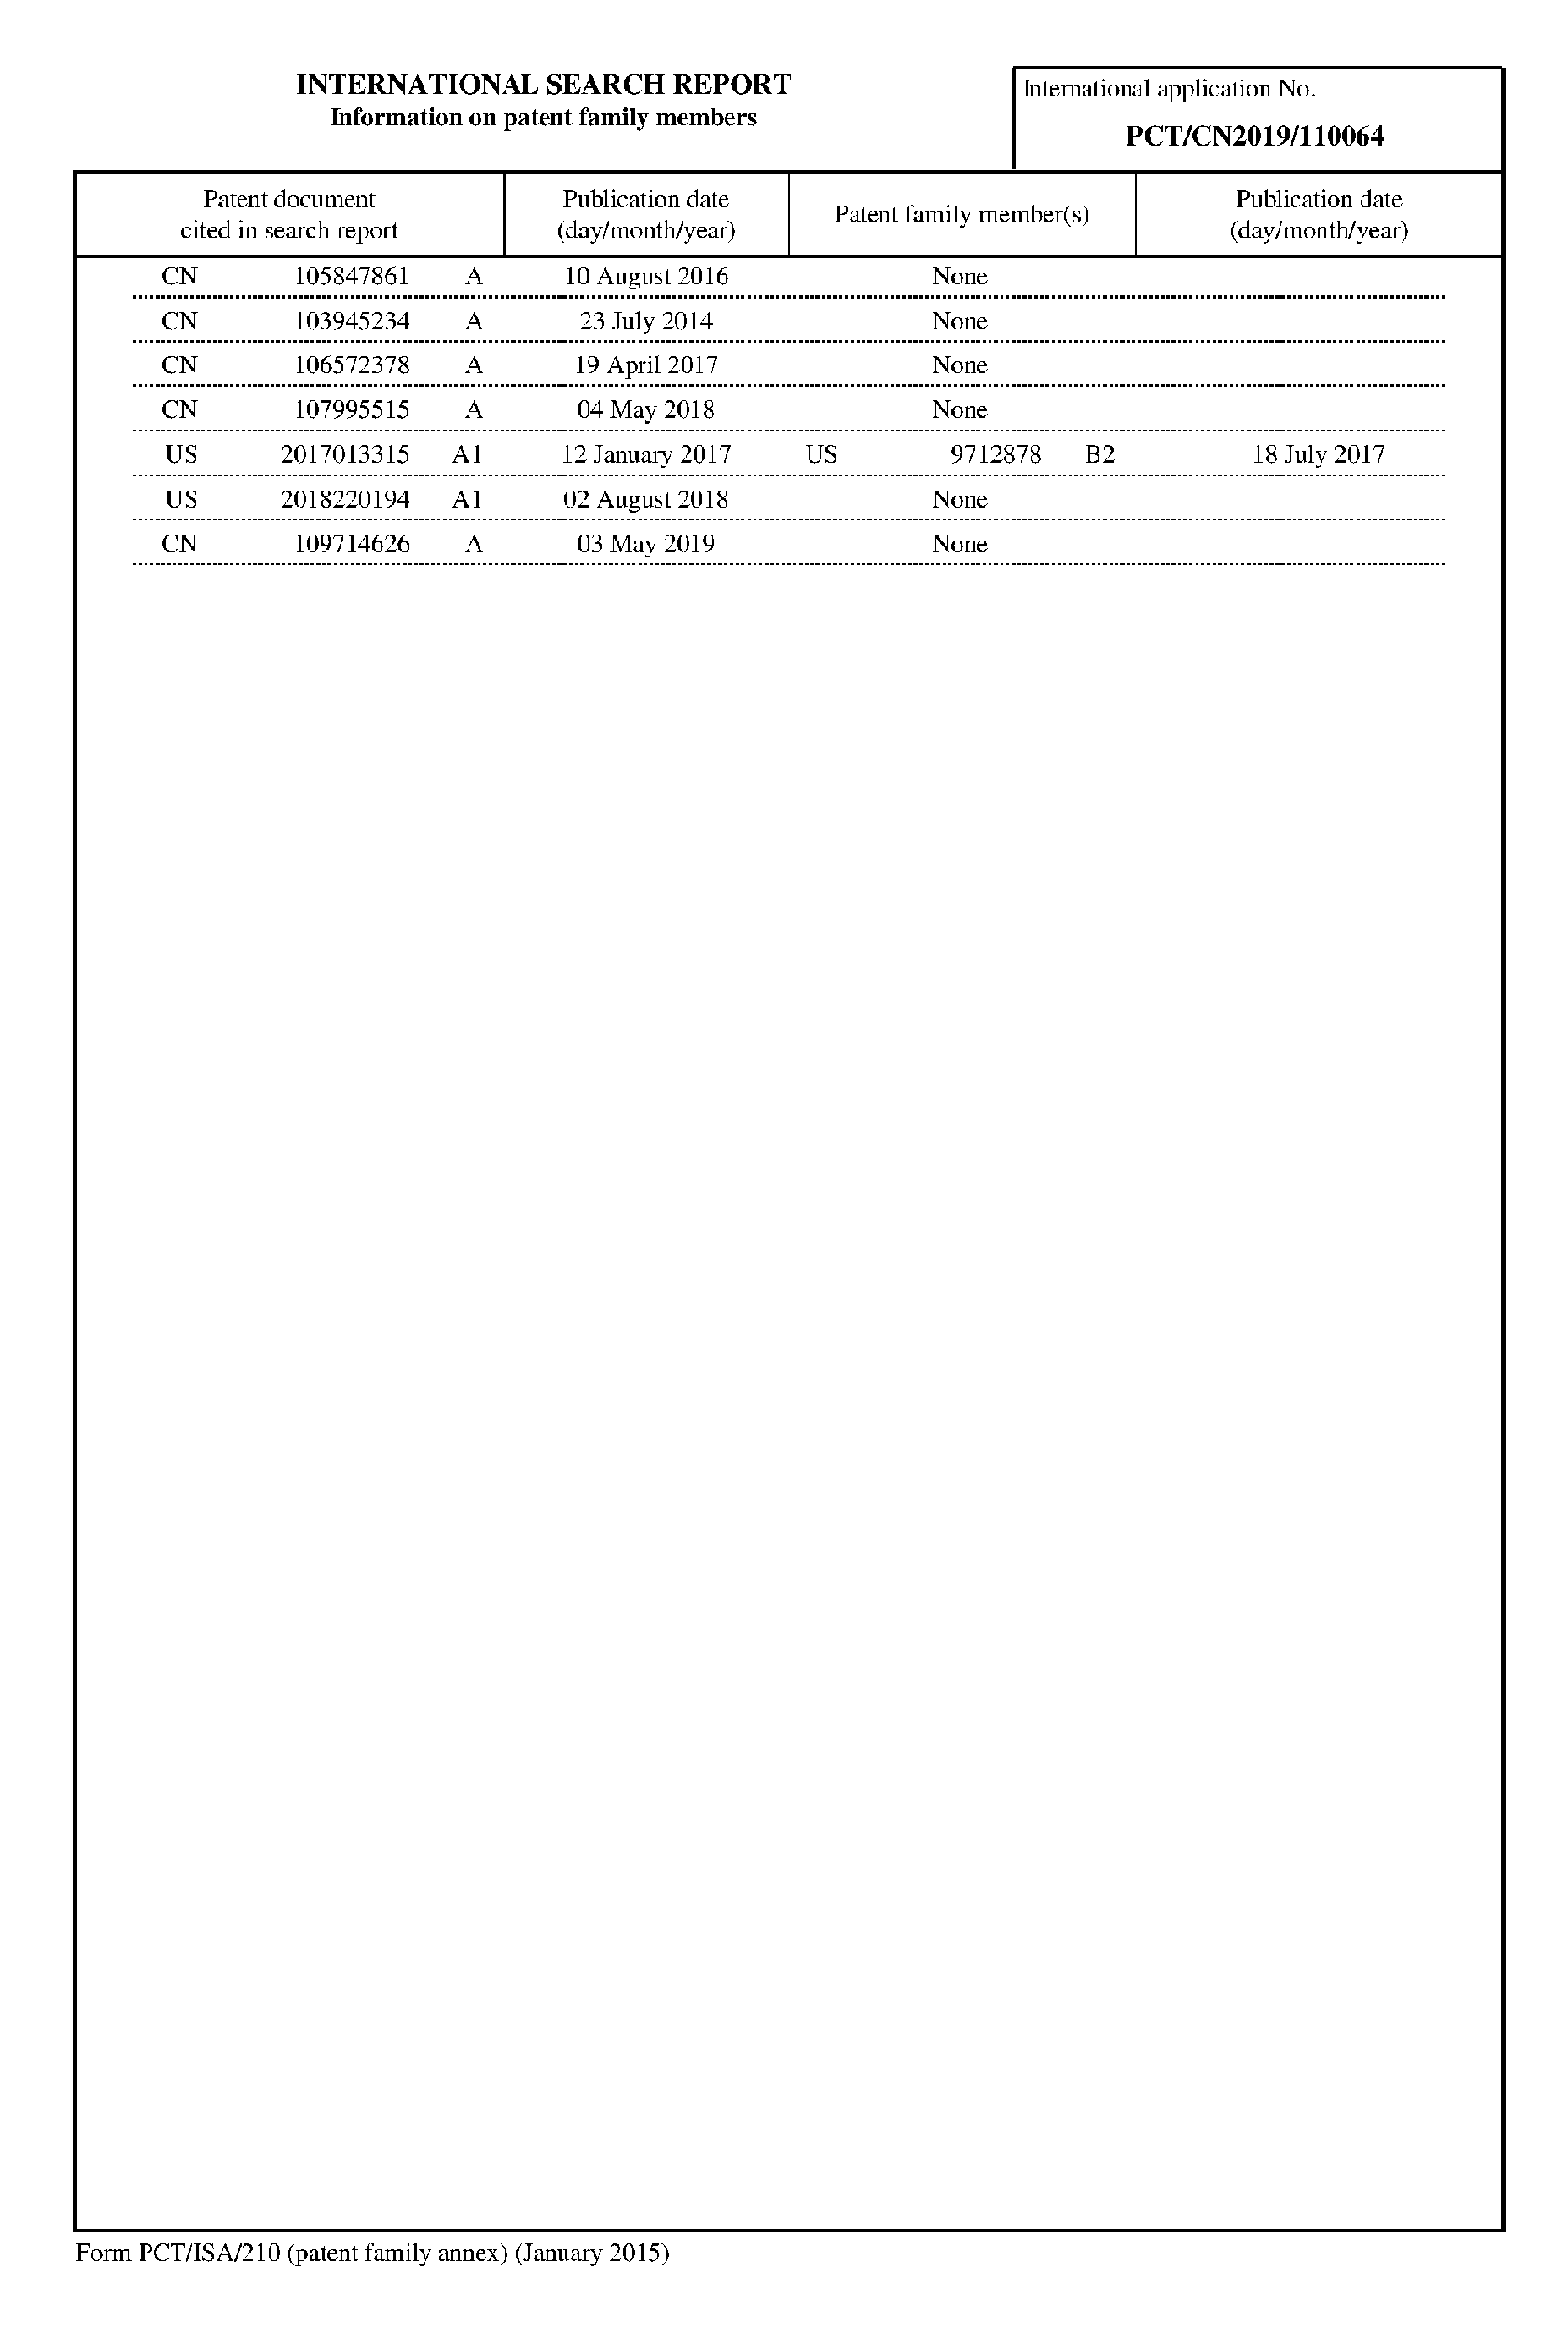 INTERNATIONAL SEARCH REPORT
Information on patent family members
International application No.
PCT/CN2019/110064
Patent document
cited in search report
Publication date
(day/month/year)
Patent family member(s)
Publication date
(day/month/year)
CN 105847861 A 10 August 2016 None
CN 103945234 A 23 July 2014 None
CN 106572378 A 19 April 2017 None
CN 107995515 A 04 May 2018 None
US 2017013315 A1 12 January 2017 US 9712878 B2 18 July 2017
US 2018220194 A1 02 August 2018 None
CN 109714626 A 03 May 2019 None
Form PCT/ISA/210 (patent family annex) (January 2015)